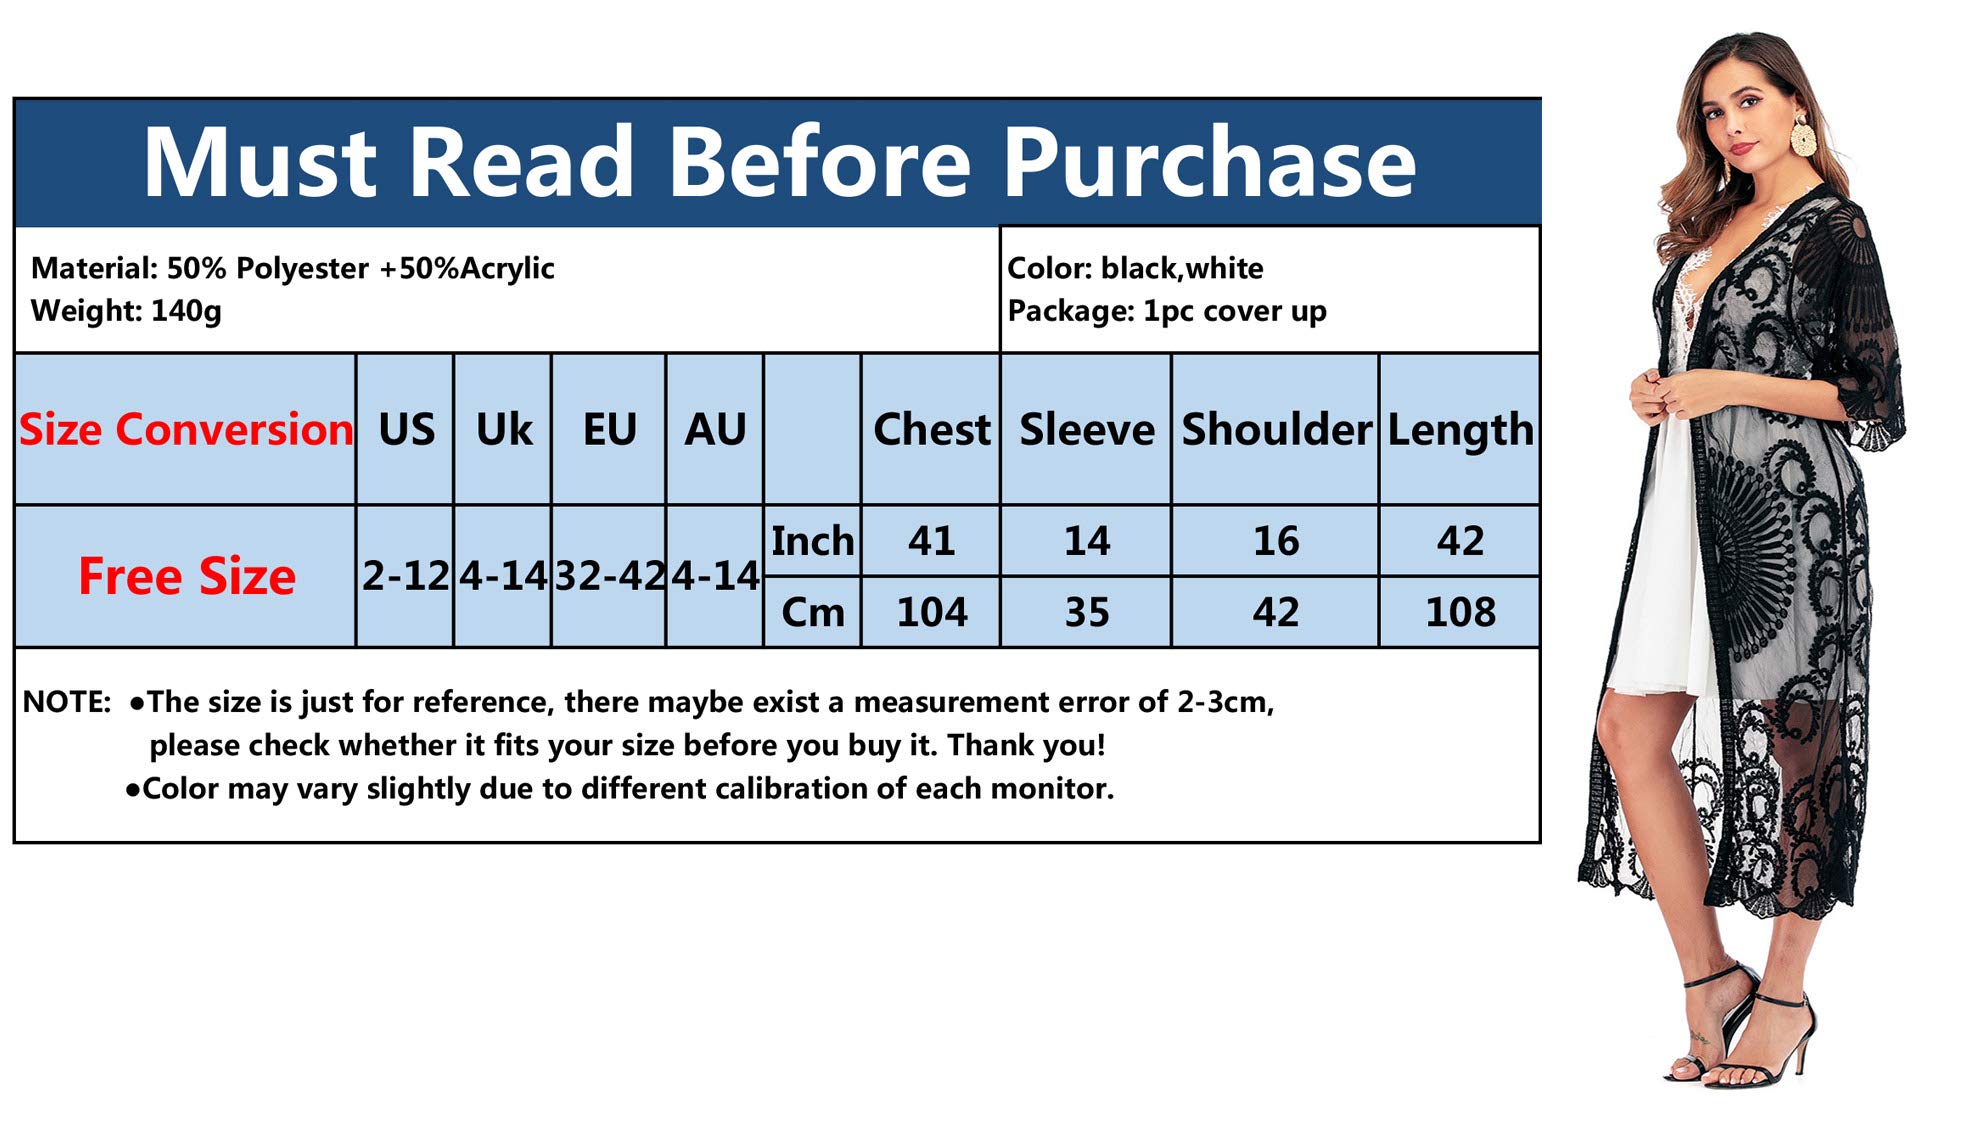 Must Read Before Purchase
Material: 50% Polyester +50%Acrylic
Weight: 140g
Color: black,white
Package: 1pc cover up
Size Conversion US Uk EU AU Chest Sleeve Shoulder Length
Free Size 2-12 4-14 32-42 4-14
Inch 41 14 16 42
Cm 104 35 42 108
NOTE: ●The size is just for reference, there maybe exist a measurement error of 2-3cm,
please check whether it fits your size before you buy it. Thank you!
●Color may vary slightly due to different calibration of each monitor.